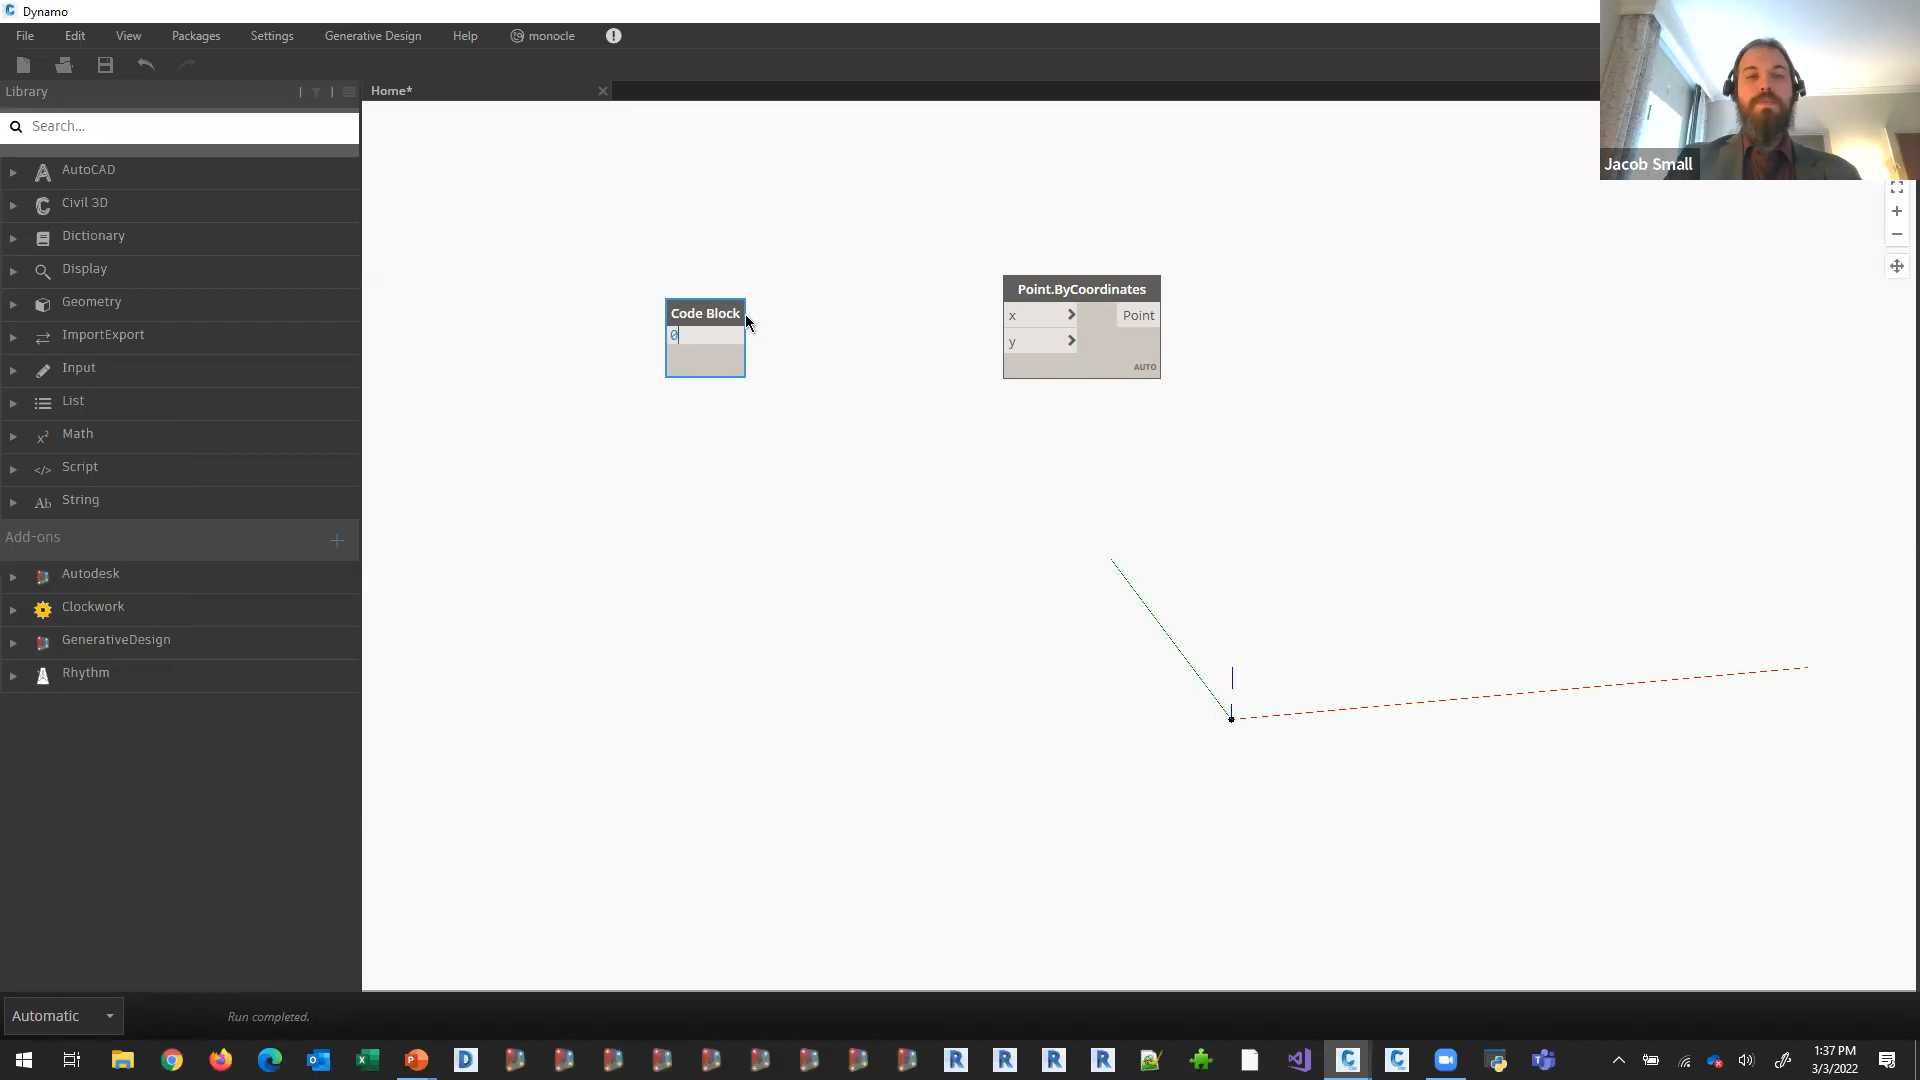 Dynamo
File Edit View Packages Settings Generative Design Help monocle
Library
Home*
Search...
AutoCAD
Civil 3D
Dictionary
Display
Geometry
ImportExport
Input
List
Math
Script
String
Add-ons
Autodesk
Clockwork
GenerativeDesign
Rhythm
Code Block
0
Point.ByCoordinates
x Point
y
AUTO
Jacob Small
Automatic
Run completed.
1:37 PM
3/3/2022